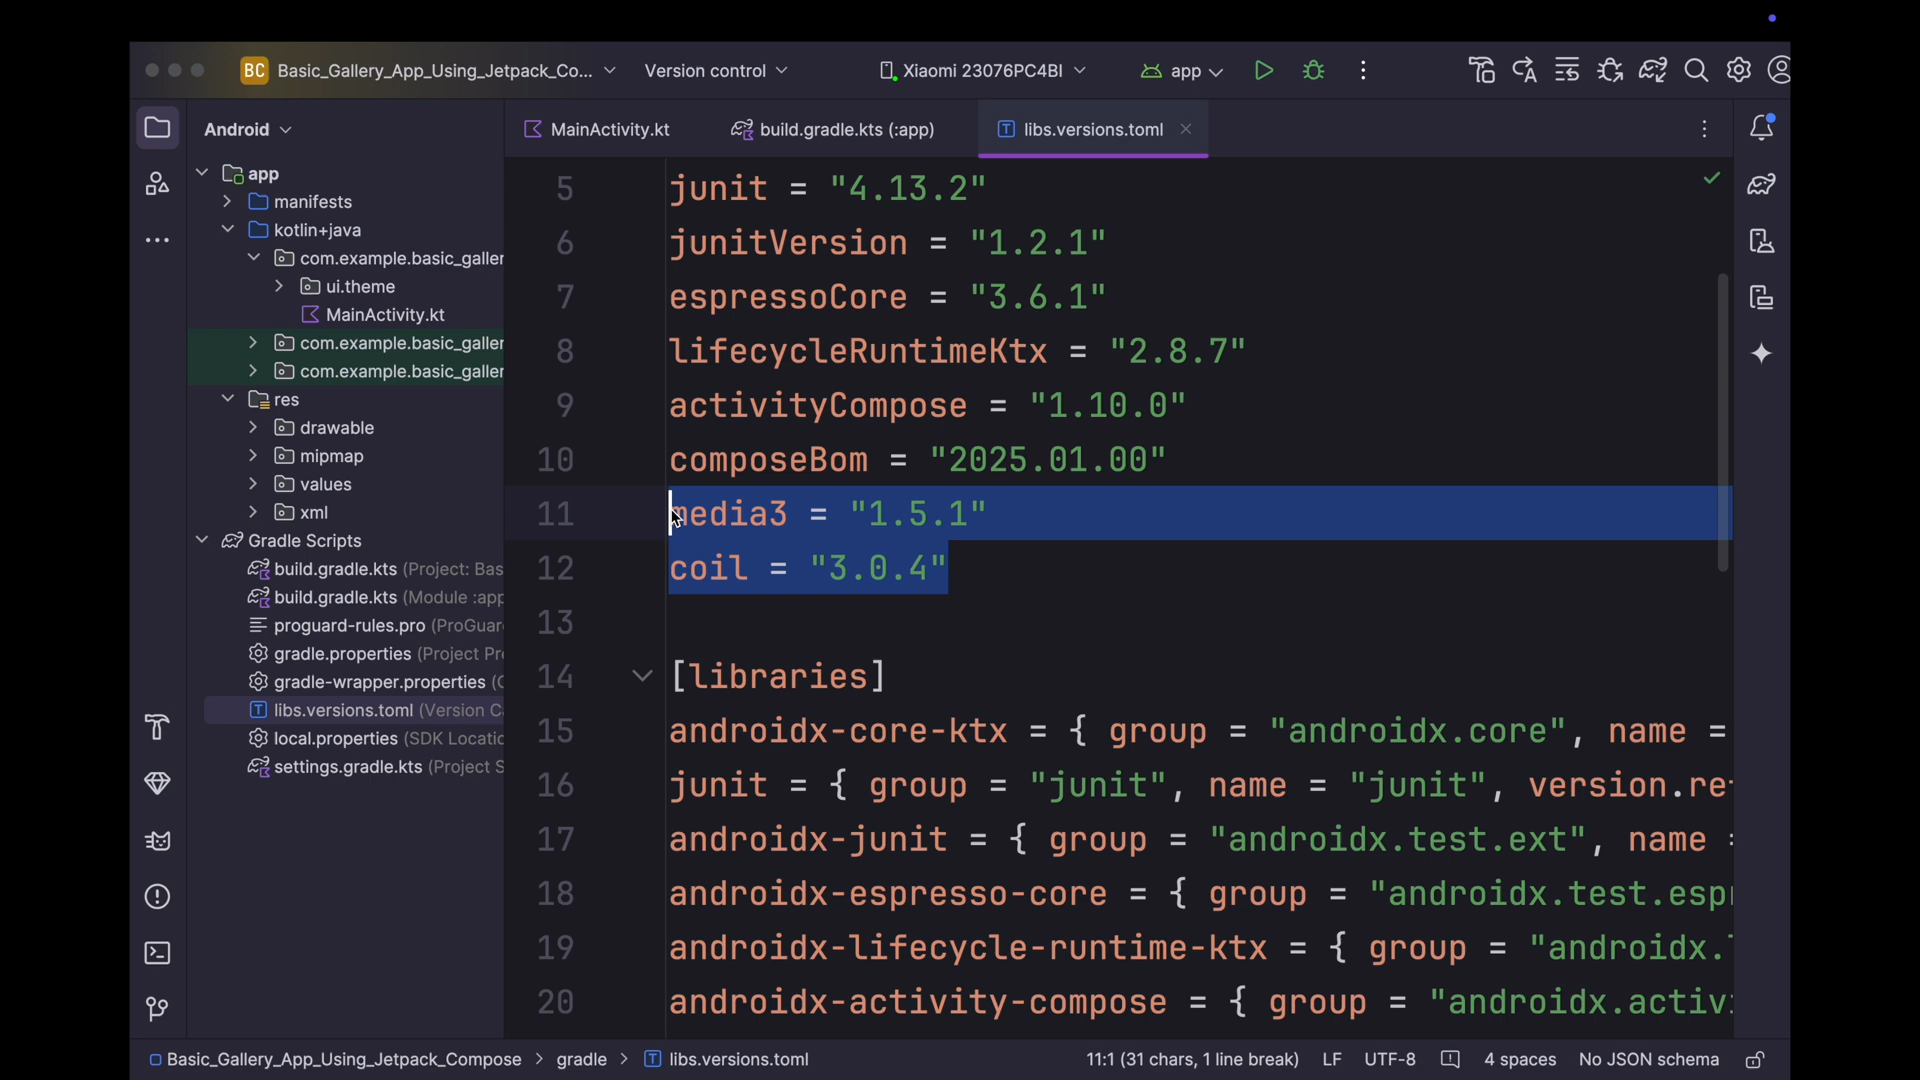 BC Basic_Gallery_App_Using_Jetpack_Co... Version control Xiaomi 23076PC4BI app
Android
MainActivity.kt build.gradle.kts (:app) libs.versions.toml
app
manifests
kotlin+java
com.example.basic_galler
ui.theme
MainActivity.kt
com.example.basic_galler
com.example.basic_galler
res
drawable
mipmap
values
xml
Gradle Scripts
build.gradle.kts (Project: Bas
build.gradle.kts (Module :app
proguard-rules.pro (ProGuar
gradle.properties (Project Pr
gradle-wrapper.properties (G
libs.versions.toml (Version C
local.properties (SDK Locatio
settings.gradle.kts (Project S
5 junit = "4.13.2"
6 junitVersion = "1.2.1"
7 espressoCore = "3.6.1"
8 lifecycleRuntimeKtx = "2.8.7"
9 activityCompose = "1.10.0"
10 composeBom = "2025.01.00"
11 media3 = "1.5.1"
12 coil = "3.0.4"
13
14 [libraries]
15 androidx-core-ktx = { group = "androidx.core", name =
16 junit = { group = "junit", name = "junit", version.re
17 androidx-junit = { group = "androidx.test.ext", name =
18 androidx-espresso-core = { group = "androidx.test.esp
19 androidx-lifecycle-runtime-ktx = { group = "androidx.
20 androidx-activity-compose = { group = "androidx.activ
Basic_Gallery_App_Using_Jetpack_Compose > gradle > libs.versions.toml 11:1 (31 chars, 1 line break) LF UTF-8 4 spaces No JSON schema